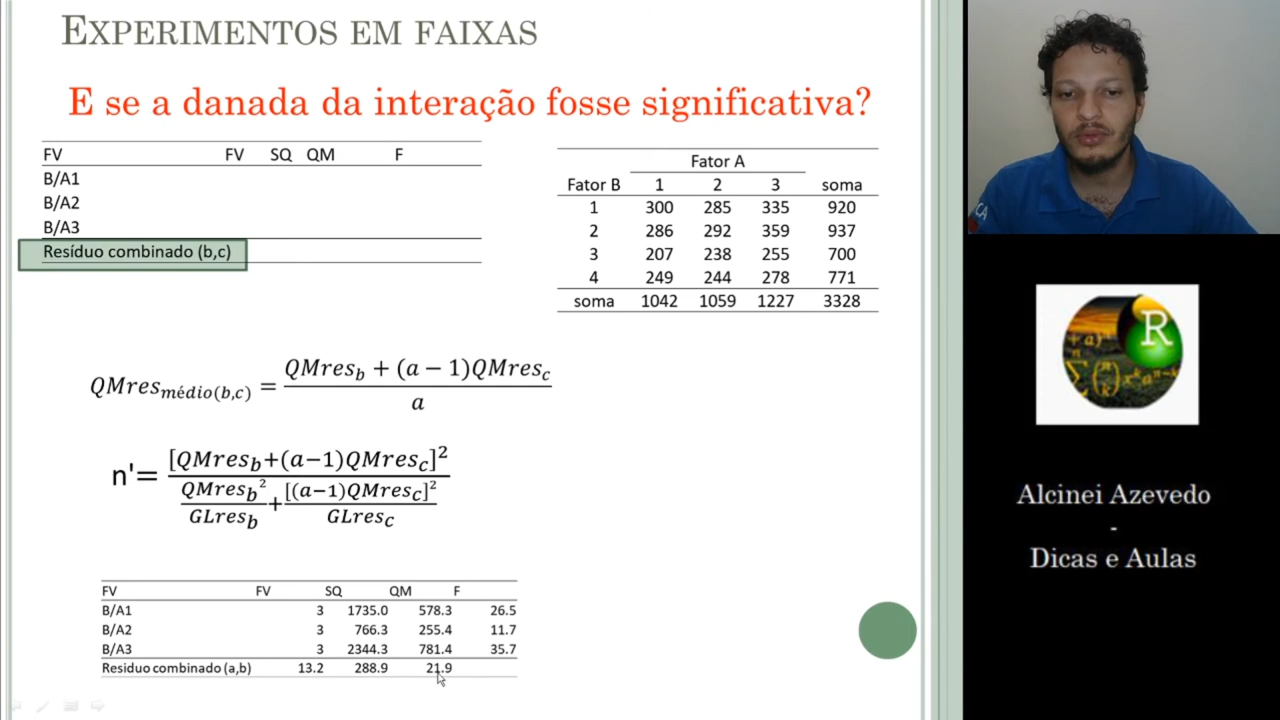 EXPERIMENTOS EM FAIXAS
E se a danada da interação fosse significativa?
FV FV SQ QM F
B/A1
B/A2
B/A3
Resíduo combinado (b,c)
Fator A
Fator B 1 2 3 soma
1 300 285 335 920
2 286 292 359 937
3 207 238 255 700
4 249 244 278 771
soma 1042 1059 1227 3328
QMres_médio(b,c) = (QMres_b + (a − 1)QMres_c) / a
n'= [QMres_b+(a−1)QMres_c]² / (QMres_b²/GLres_b + [(a−1)QMres_c]²/GLres_c)
FV FV SQ QM F
B/A1 3 1735.0 578.3 26.5
B/A2 3 766.3 255.4 11.7
B/A3 3 2344.3 781.4 35.7
Residuo combinado (a,b) 13.2 288.9 21.9
R
Alcinei Azevedo
-
Dicas e Aulas